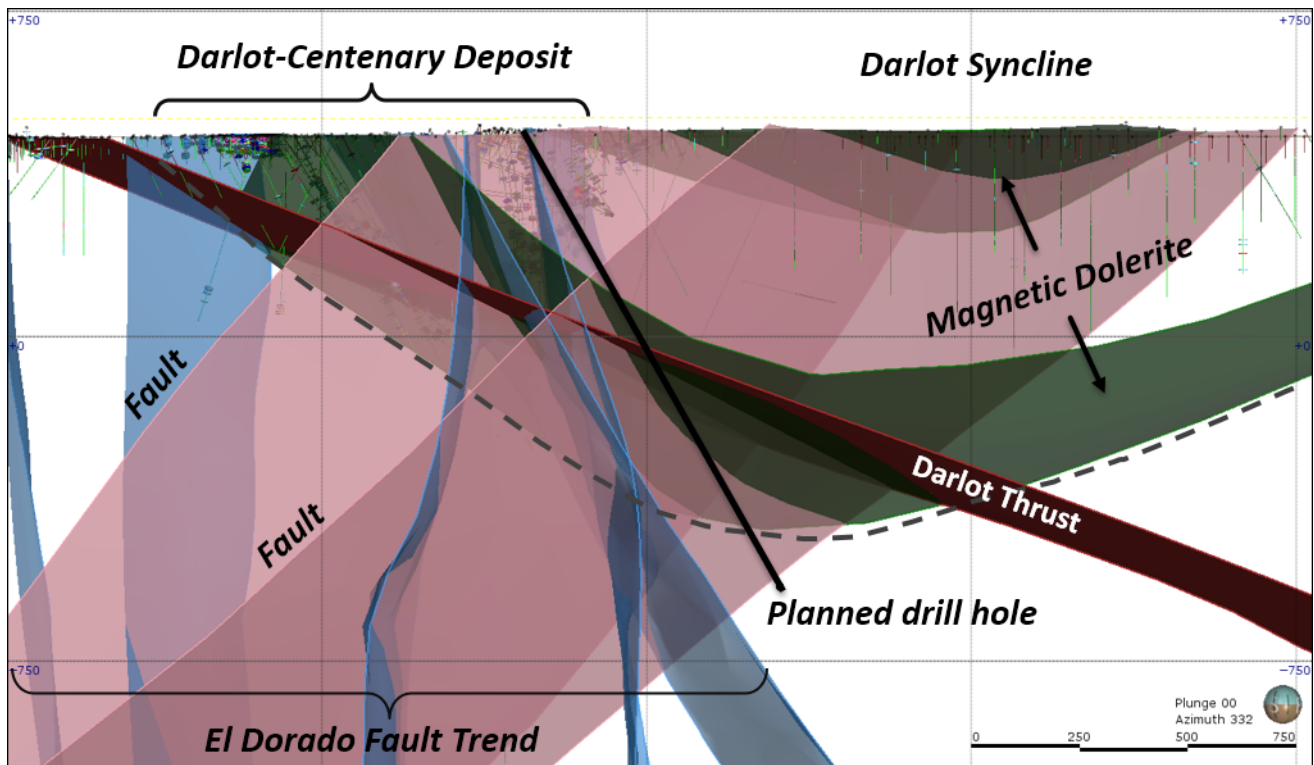 +750
+750
Darlot-Centenary Deposit
Darlot Syncline
Magnetic Dolerite
+0
+0
Fault
Fault
Darlot Thrust
Planned drill hole
-750
-750
El Dorado Fault Trend
Plunge 00
Azimuth 332
0
250
500
750